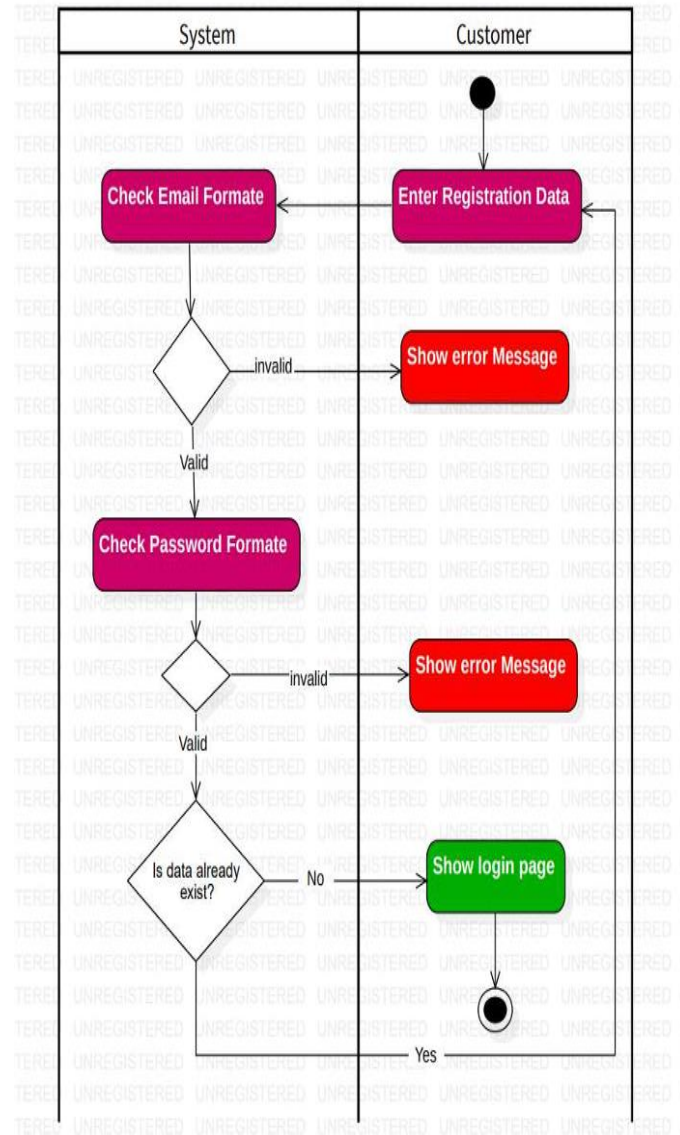 System
Customer
Enter Registration Data
Check Email Formate
invalid
Show error Message
Valid
Check Password Formate
invalid
Show error Message
Valid
Is data already
exist?
No
Show login page
Yes
UNREGISTERED